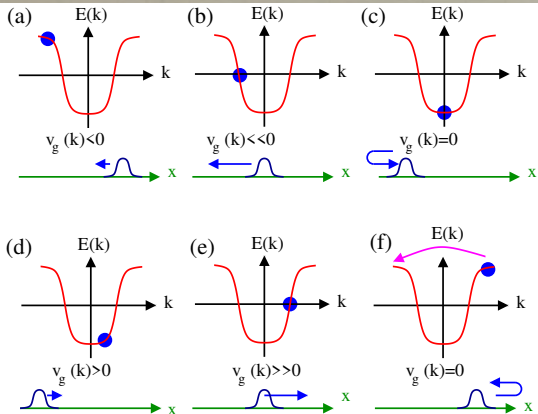 (a) E(k)
k
v_g (k)<0
x
(b) E(k)
k
v_g (k)<<0
x
(c) E(k)
k
v_g (k)=0
x
(d) E(k)
k
v_g (k)>0
x
(e) E(k)
k
v_g (k)>>0
x
(f) E(k)
k
v_g (k)=0
x